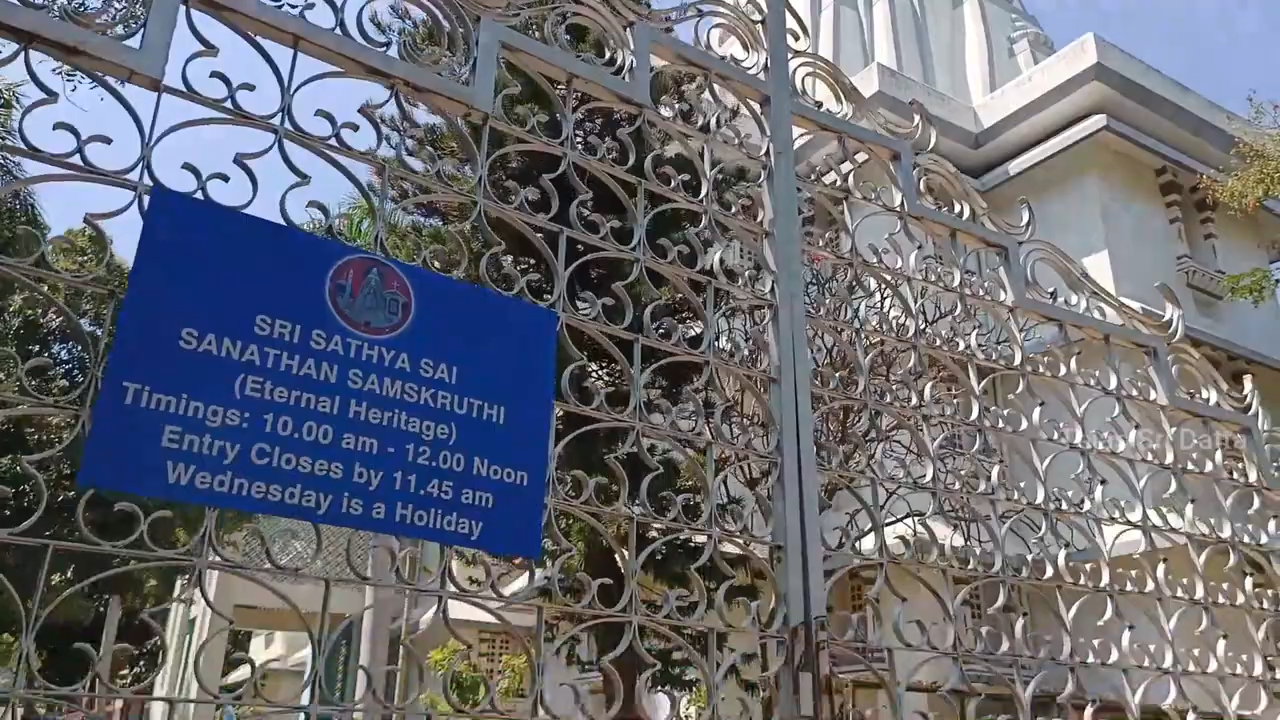 SRI SATHYA SAI
SANATHAN SAMSKRUTHI
(Eternal Heritage)
Timings: 10.00 am - 12.00 Noon
Entry Closes by 11.45 am
Wednesday is a Holiday